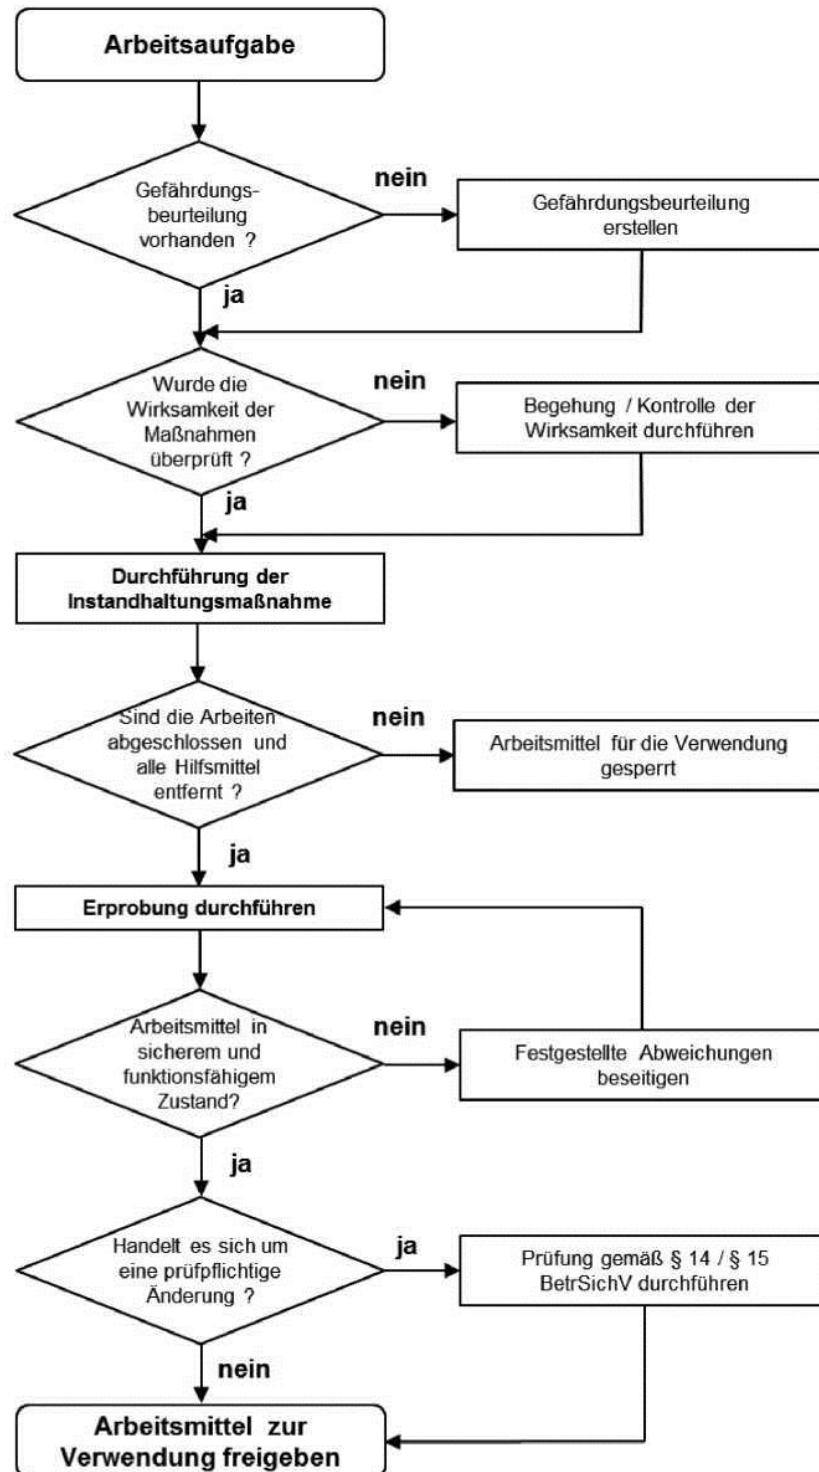 Arbeitsaufgabe
Gefährdungs-
beurteilung
vorhanden ?
nein
Gefährdungsbeurteilung
erstellen
ja
Wurde die
Wirksamkeit der
Maßnahmen
überprüft ?
nein
Begehung / Kontrolle der
Wirksamkeit durchführen
ja
Durchführung der
Instandhaltungsmaßnahme
Sind die Arbeiten
abgeschlossen und
alle Hilfsmittel
entfernt ?
nein
Arbeitsmittel für die Verwendung
gesperrt
ja
Erprobung durchführen
Arbeitsmittel in
sicherem und
funktionsfähigem
Zustand?
nein
Festgestellte Abweichungen
beseitigen
ja
Handelt es sich um
eine prüfpflichtige
Änderung ?
ja
Prüfung gemäß § 14 / § 15
BetrSichV durchführen
nein
Arbeitsmittel zur
Verwendung freigeben